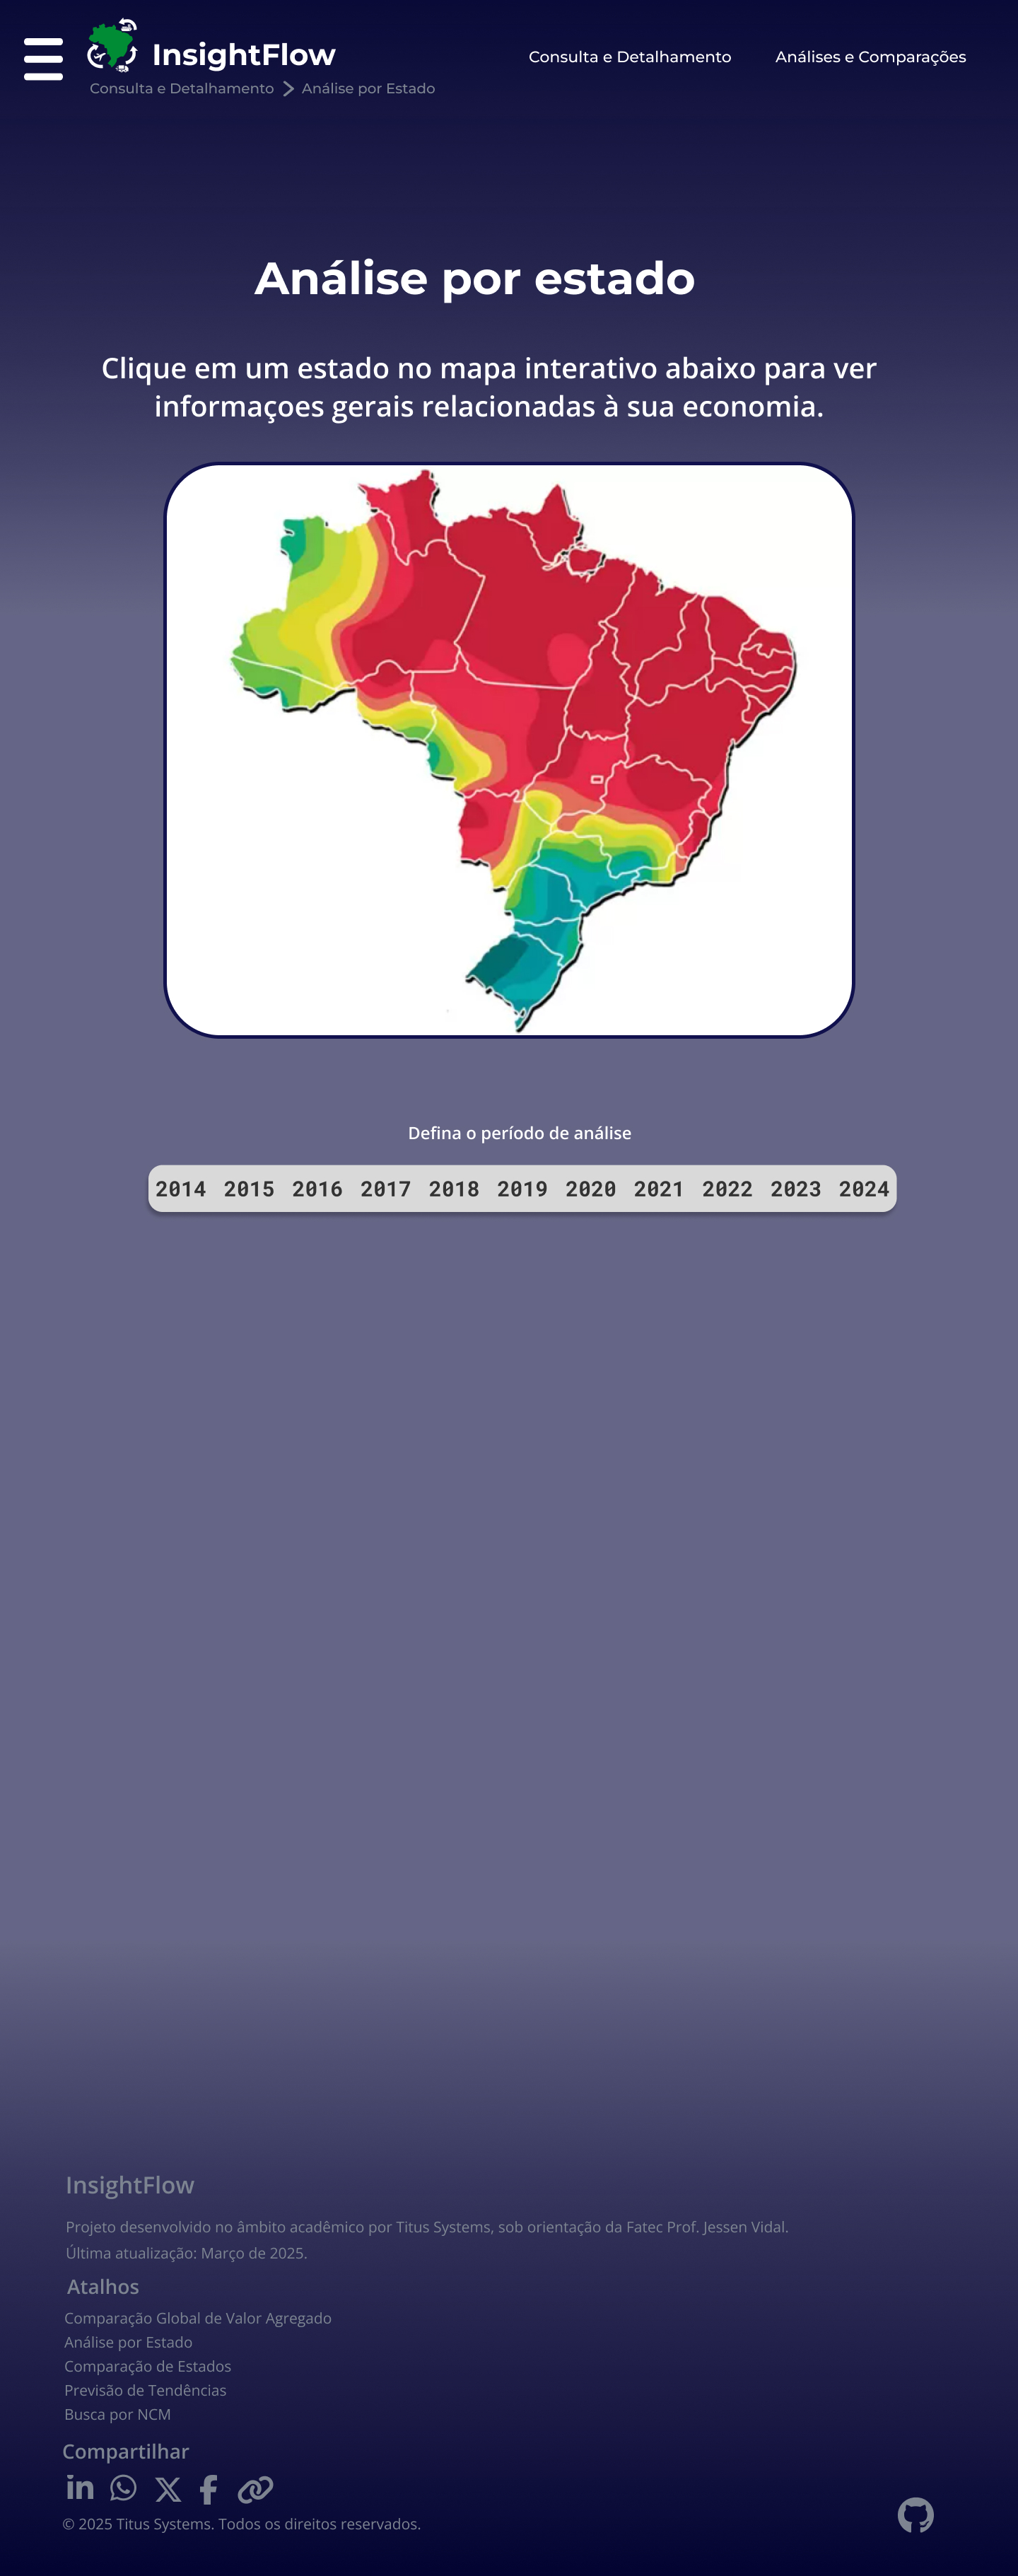 InsightFlow
Consulta e Detalhamento
Análises e Comparações
Consulta e Detalhamento
Análise por Estado
Análise por estado
Clique em um estado no mapa interativo abaixo para ver
informaçoes gerais relacionadas à sua economia.
Defina o período de análise
2014 2015 2016 2017 2018 2019 2020 2021 2022 2023 2024
InsightFlow
Projeto desenvolvido no âmbito acadêmico por Titus Systems, sob orientação da Fatec Prof. Jessen Vidal.
Última atualização: Março de 2025.
Atalhos
Comparação Global de Valor Agregado
Análise por Estado
Comparação de Estados
Previsão de Tendências
Busca por NCM
Compartilhar
© 2025 Titus Systems. Todos os direitos reservados.